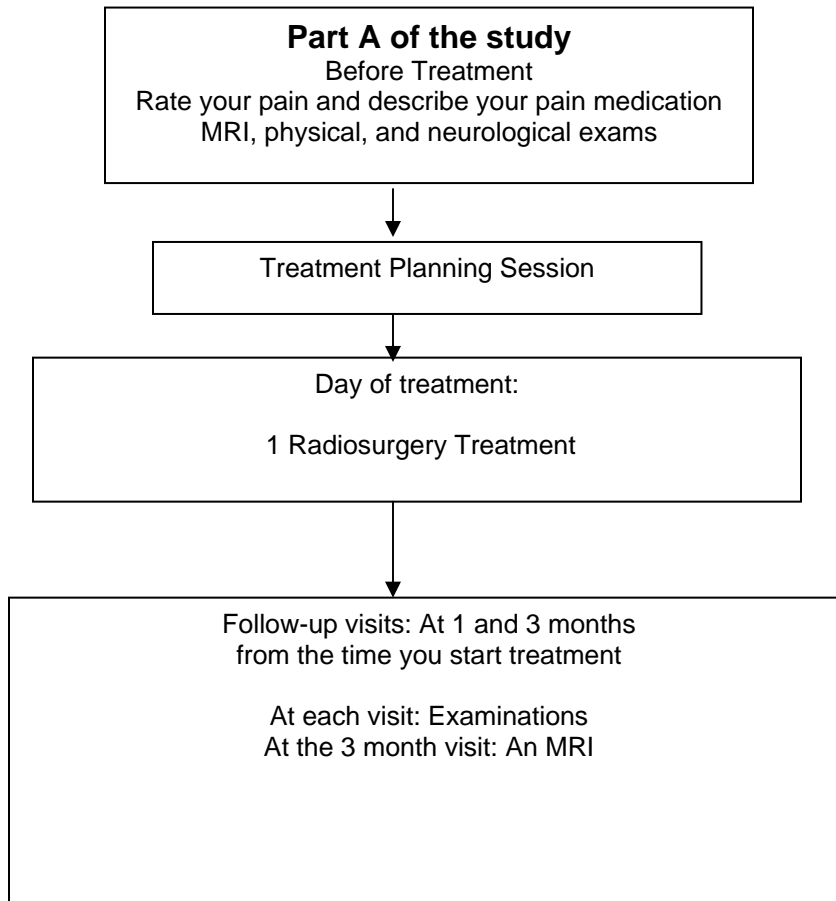 Part A of the study
Before Treatment
Rate your pain and describe your pain medication
MRI, physical, and neurological exams
Treatment Planning Session
Day of treatment:
1 Radiosurgery Treatment
Follow-up visits: At 1 and 3 months
from the time you start treatment
At each visit: Examinations
At the 3 month visit: An MRI